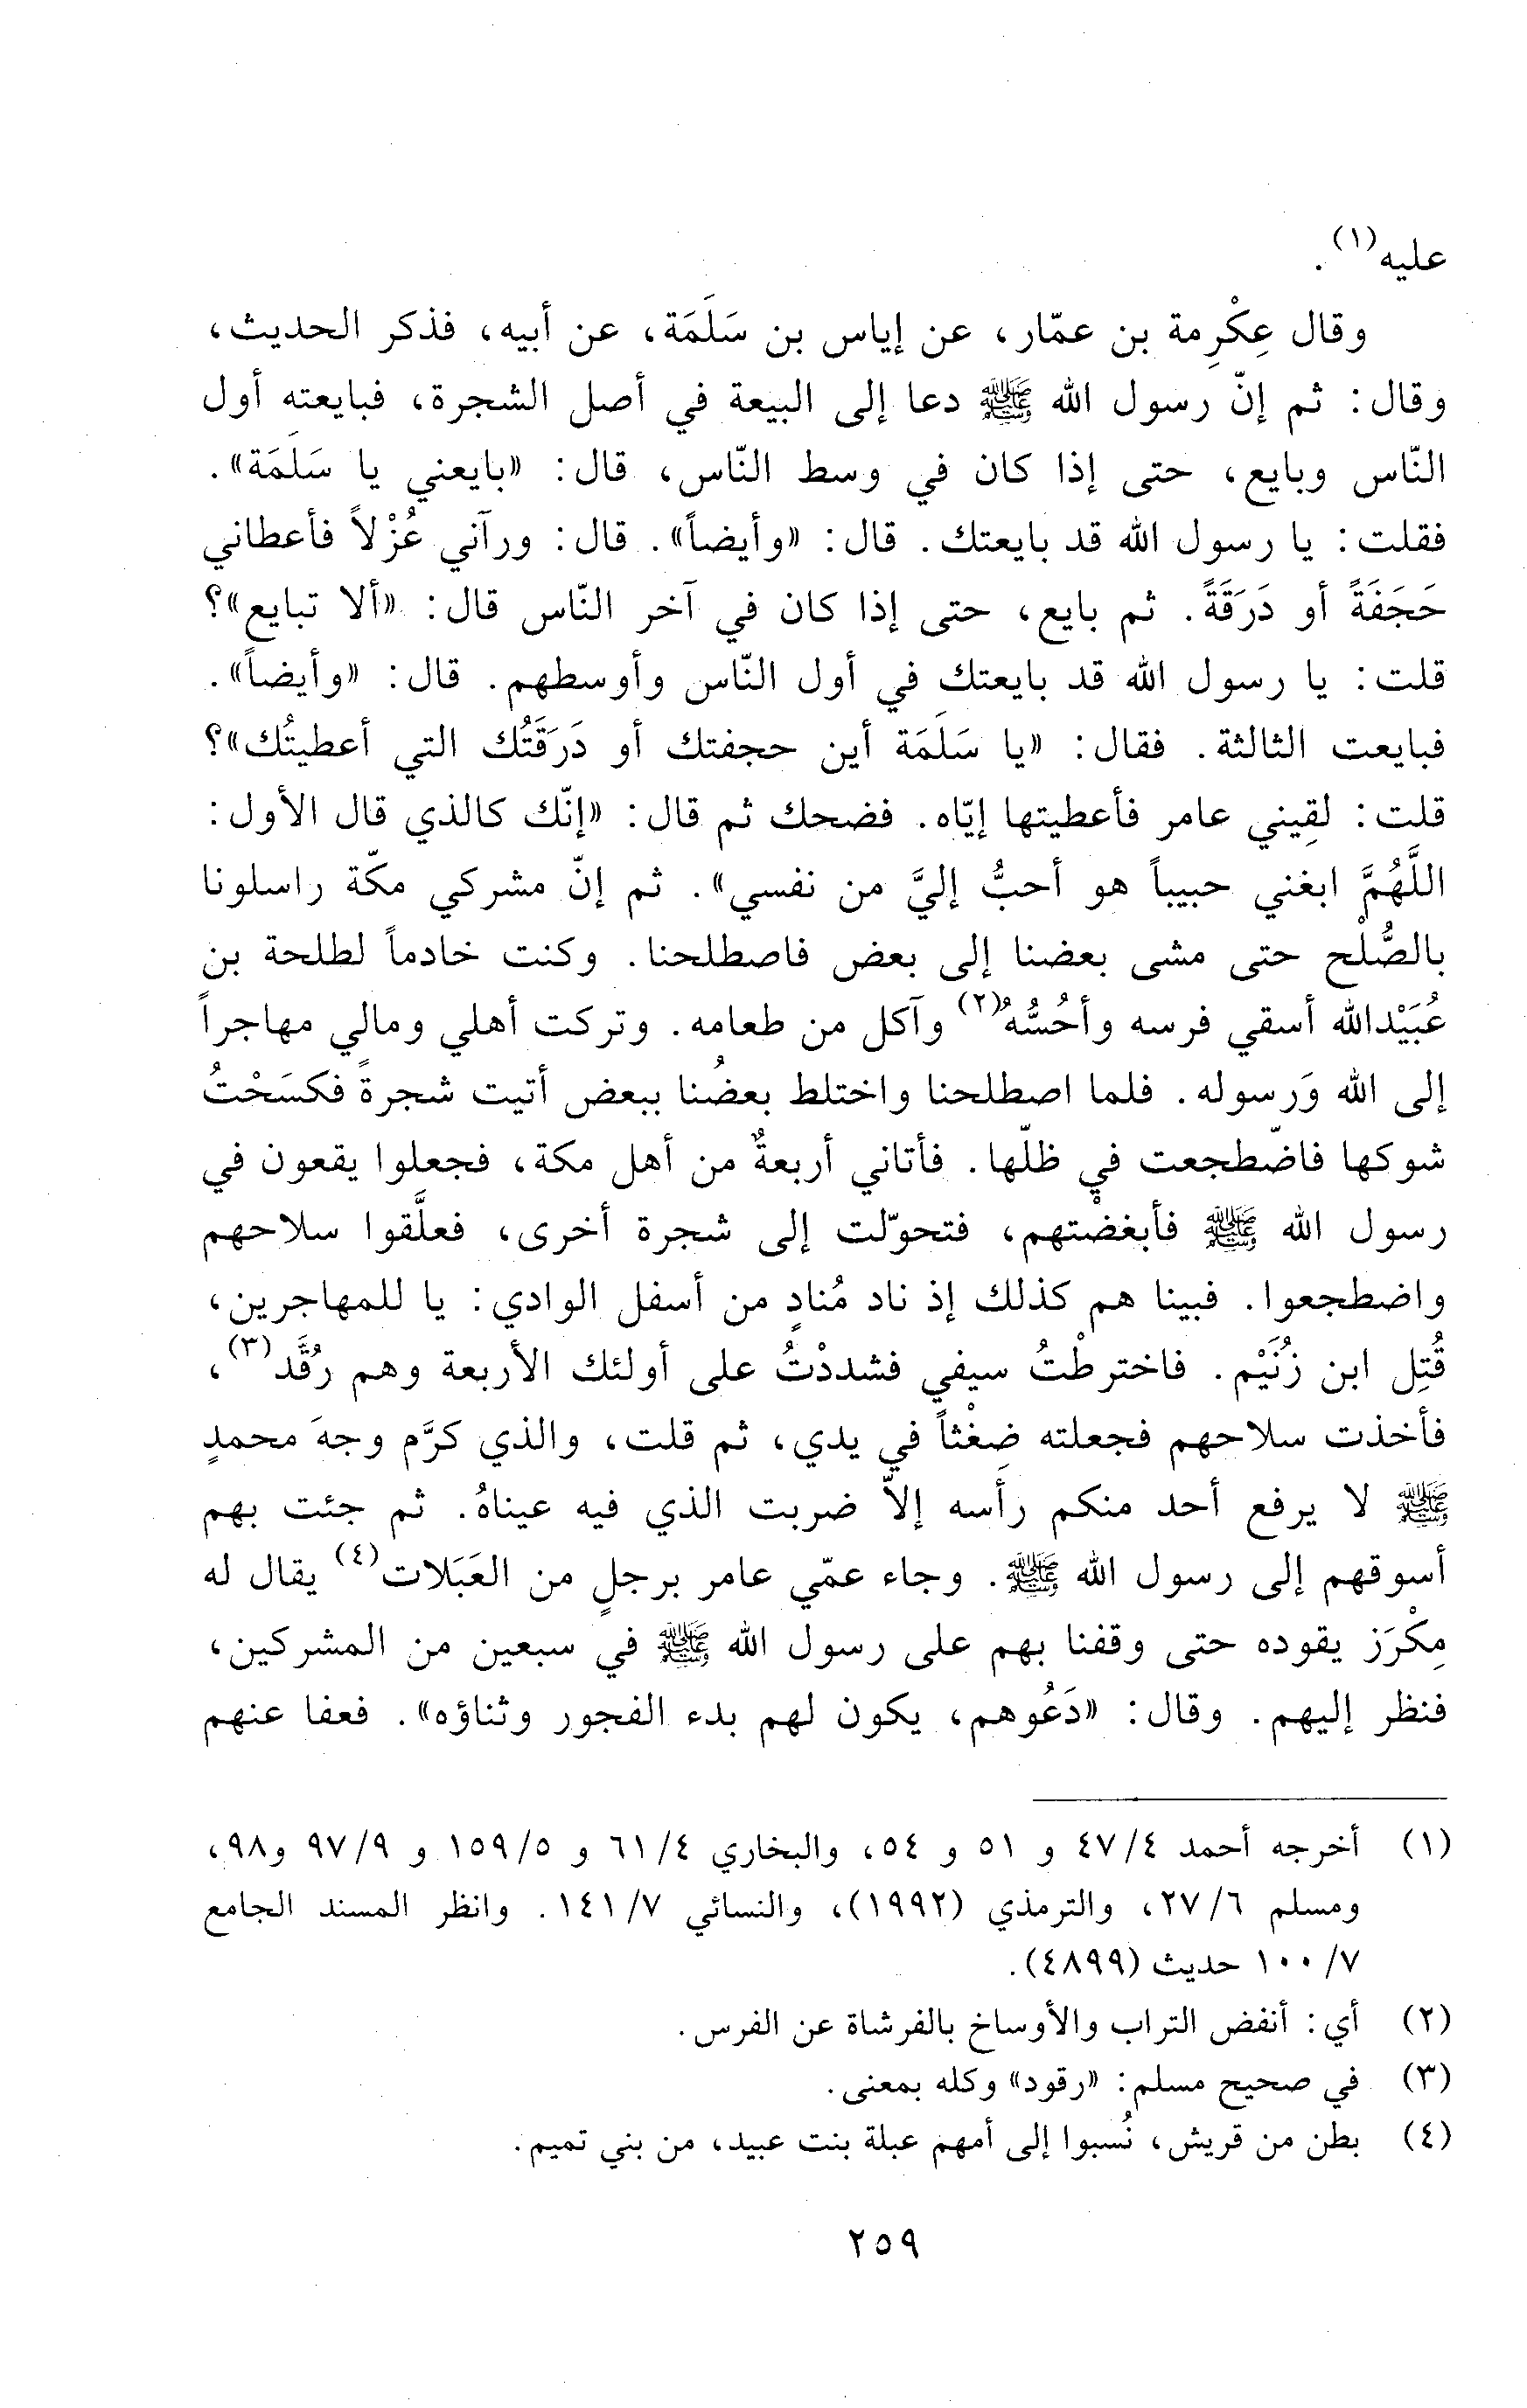 عليه(١).
وقال عِكْرِمة بن عمّار، عن إياس بن سَلَمَة، عن أبيه، فذكر الحديث،
وقال: ثم إنّ رسول الله ﷺ دعا إلى البيعة في أصل الشجرة، فبايعته أول
النّاس وبايع، حتى إذا كان في وسط النّاس، قال: «بايعني يا سَلَمَة».
فقلت: يا رسول الله قد بايعتك. قال: «وأيضاً». قال: ورآني عُزْلاً فأعطاني
حَجَفَةً أو دَرَقَةً. ثم بايع، حتى إذا كان في آخر النّاس قال: «ألا تبايع»؟
قلت: يا رسول الله قد بايعتك في أول النّاس وأوسطهم. قال: «وأيضاً».
فبايعت الثالثة. فقال: «يا سَلَمَة أين حجفتك أو دَرَقَتُك التي أعطيتُك»؟
قلت: لقِيني عامر فأعطيتها إيّاه. فضحك ثم قال: «إنّك كالذي قال الأول:
اللَّهُمَّ ابغني حبيباً هو أحبُّ إليَّ من نفسي». ثم إنّ مشركي مكّة راسلونا
بالصُّلْح حتى مشى بعضنا إلى بعض فاصطلحنا. وكنت خادماً لطلحة بن
عُبَيْدالله أسقي فرسه وأحُسُّهُ(٢) وآكل من طعامه. وتركت أهلي ومالي مهاجراً
إلى الله وَرسوله. فلما اصطلحنا واختلط بعضُنا ببعض أتيت شجرةً فكسَحْتُ
شوكها فاضّطجعت في ظلّها. فأتاني أربعةٌ من أهل مكة، فجعلوا يقعون في
رسول الله ﷺ فأبغضْتهم، فتحوّلت إلى شجرة أخرى، فعلَّقوا سلاحهم
واضطجعوا. فبينا هم كذلك إذ ناد مُنادٍ من أسفل الوادي: يا للمهاجرين،
قُتِل ابن زُنَيْم. فاخترطْتُ سيفي فشددْتُ على أولئك الأربعة وهم رُقَّد(٣)،
فأخذت سلاحهم فجعلته ضِغْثاً في يدي، ثم قلت، والذي كرَّم وجهَ محمدٍ
ﷺ لا يرفع أحد منكم رأسه إلاّ ضربت الذي فيه عيناهُ. ثم جئت بهم
أسوقهم إلى رسول الله ﷺ. وجاء عمّي عامر برجلٍ من العَبَلات(٤) يقال له
مِكْرَز يقوده حتى وقفنا بهم على رسول الله ﷺ في سبعين من المشركين،
فنظر إليهم. وقال: «دَعُوهم، يكون لهم بدء الفجور وثناؤه». فعفا عنهم
(١) أخرجه أحمد ٤/ ٤٧ و ٥١ و ٥٤، والبخاري ٤/ ٦١ و ٥/ ١٥٩ و ٩/ ٩٧ و٩٨،
ومسلم ٦/ ٢٧، والترمذي (١٩٩٢)، والنسائي ٧/ ١٤١. وانظر المسند الجامع
٧/ ١٠٠ حديث (٤٨٩٩).
(٢) أي: أنفض التراب والأوساخ بالفرشاة عن الفرس.
(٣) في صحيح مسلم: «رقود» وكله بمعنى.
(٤) بطن من قريش، نُسبوا إلى أمهم عبلة بنت عبيد، من بني تميم.
٢٥٩